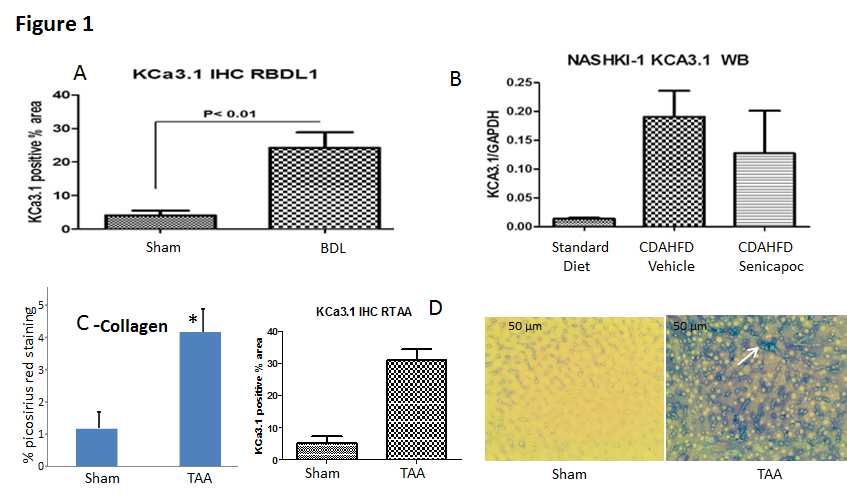 Figure 1
A
KCa3.1 IHC RBDL1
KCa3.1 positive % area
40
30
20
10
0
P< 0.01
Sham
BDL
B
NASHKI-1 KCA3.1 WB
KCA3.1/GAPDH
0.25
0.20
0.15
0.10
0.05
0.00
Standard
Diet
CDAHFD
Vehicle
CDAHFD
Senicapoc
C -Collagen
% picosirius red staining
5
4
3
2
1
0
*
Sham
TAA
D
KCa3.1 IHC RTAA
KCa3.1 positive % area
40
30
20
10
0
Sham
TAA
50 µm
Sham
50 µm
TAA